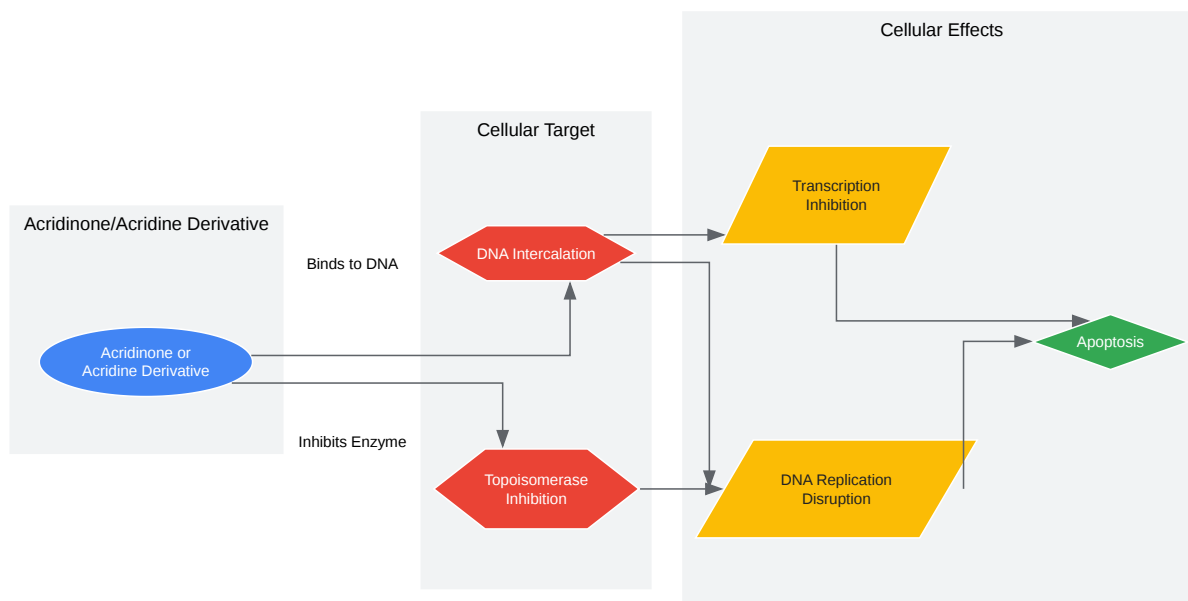 Acridinone/Acridine Derivative
Acridinone or
Acridine Derivative
Binds to DNA
Inhibits Enzyme
Cellular Target
DNA Intercalation
Topoisomerase
Inhibition
Cellular Effects
Transcription
Inhibition
DNA Replication
Disruption
Apoptosis